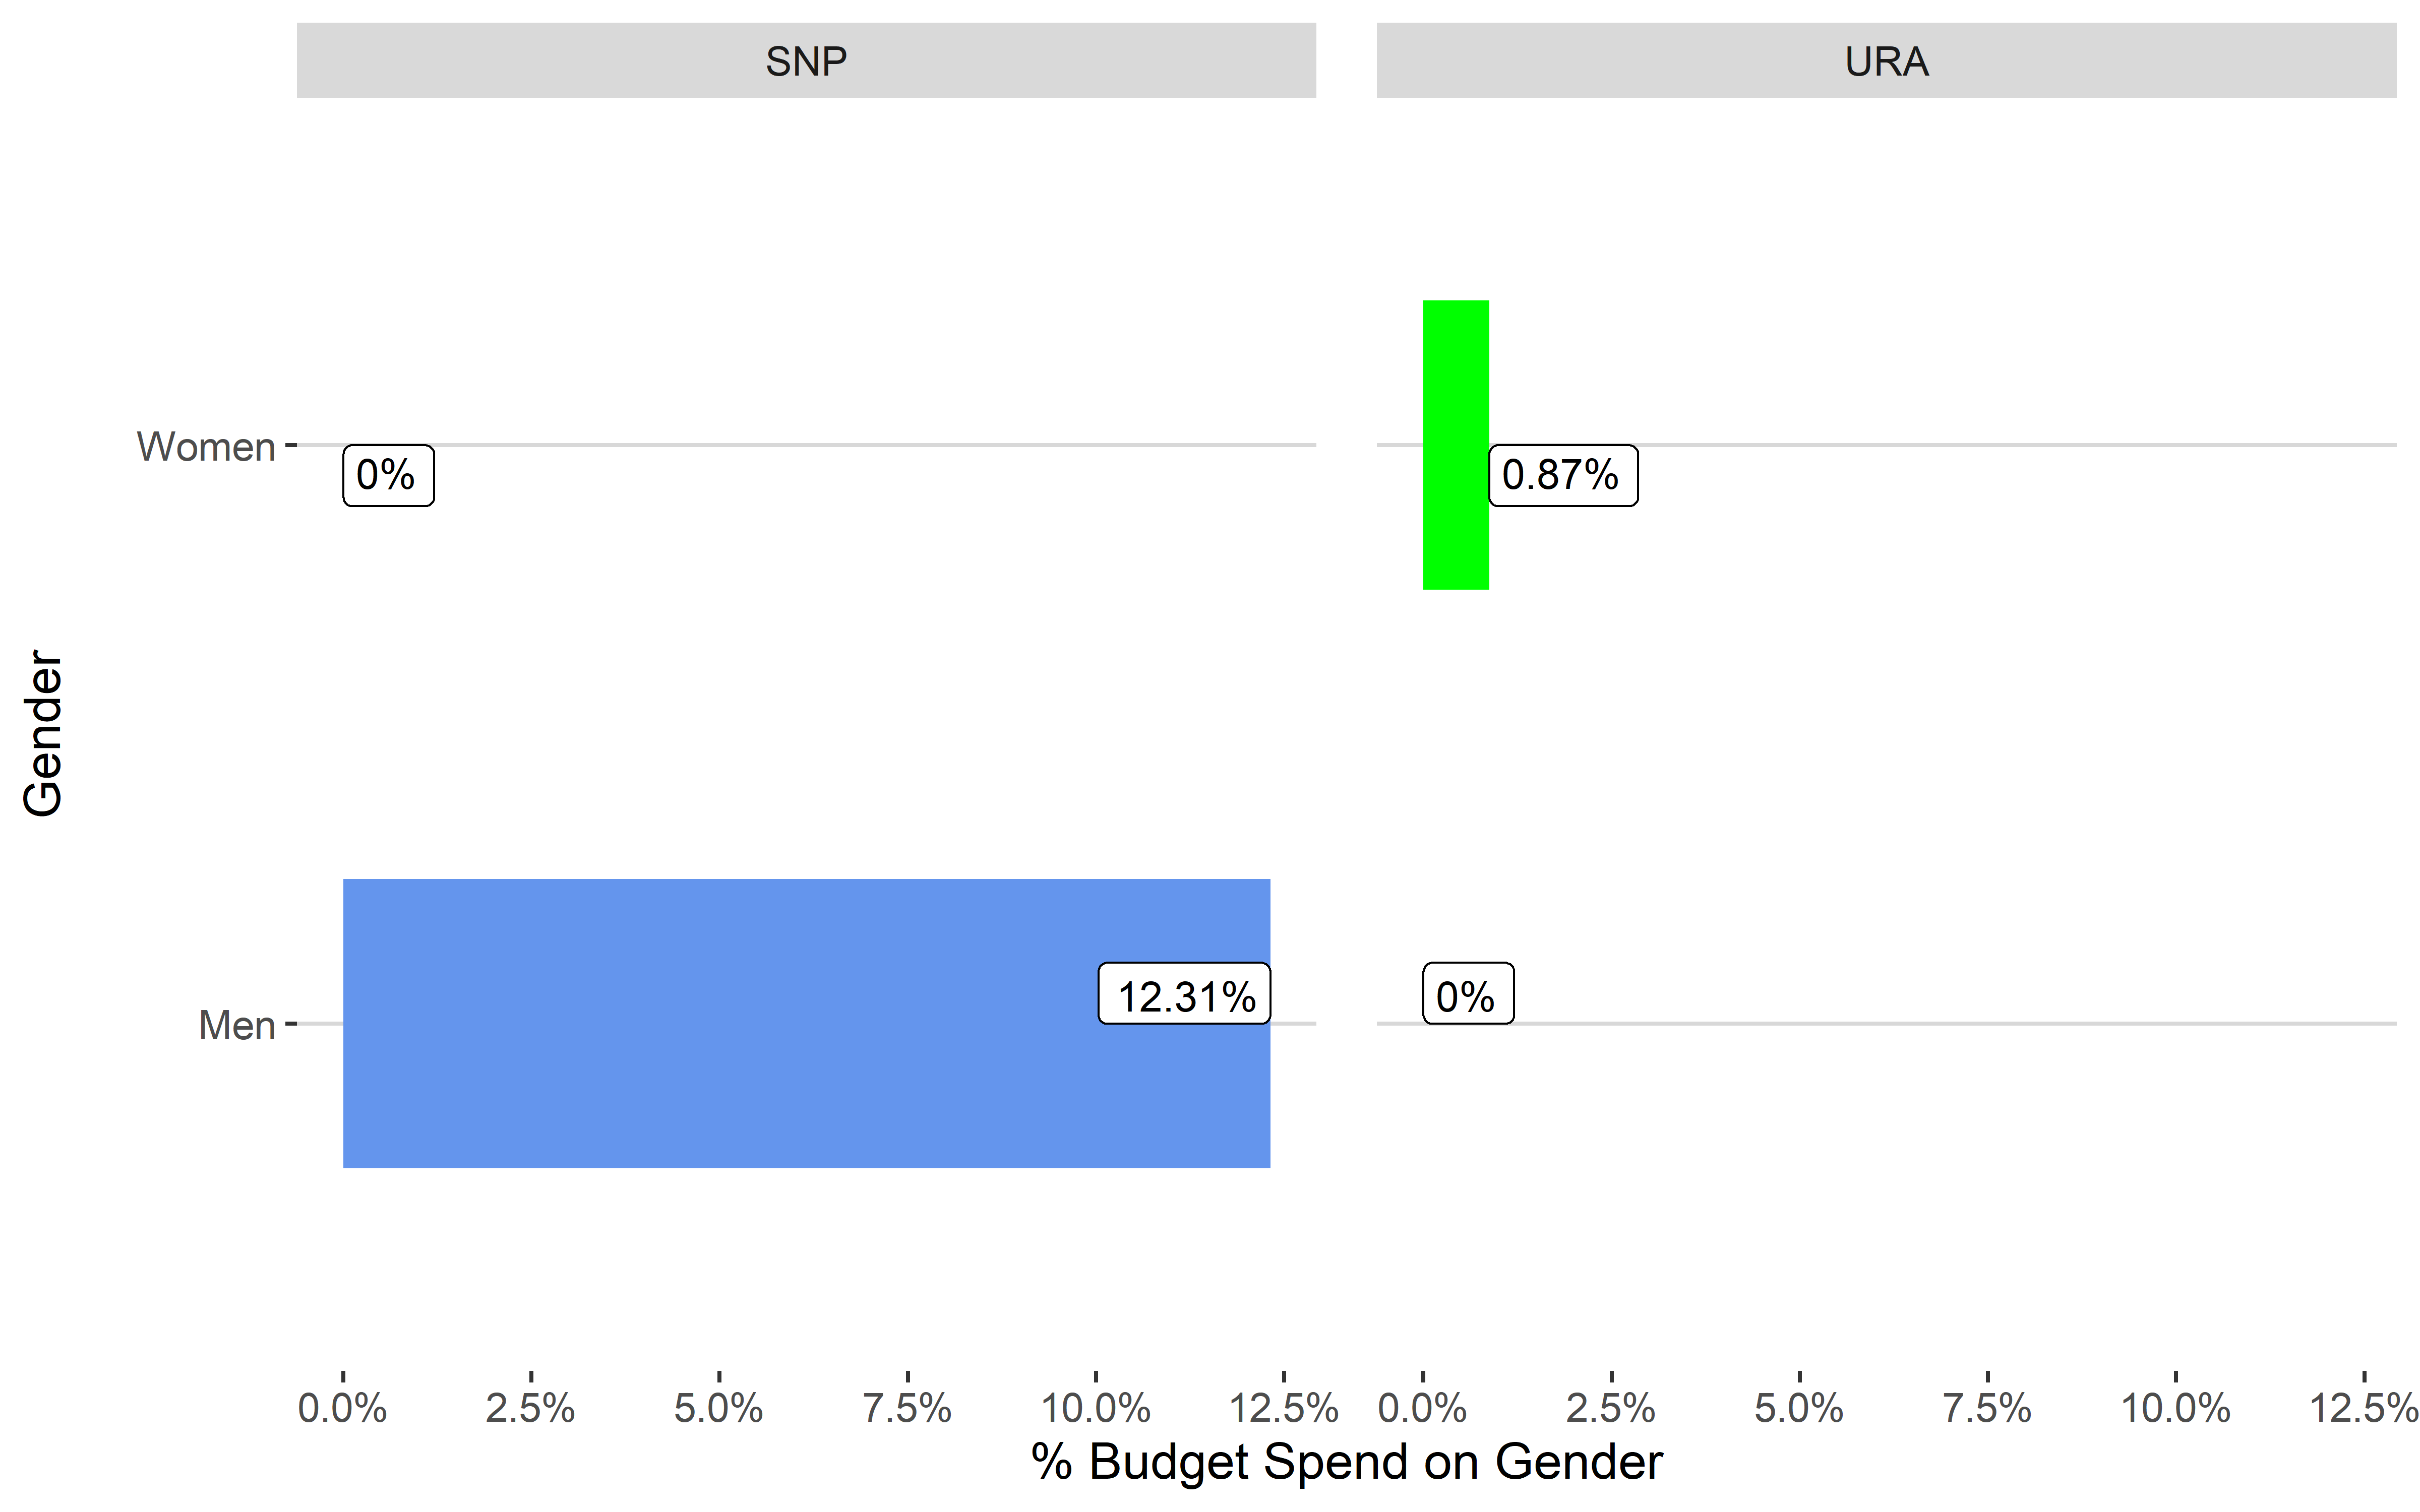 SNP
URA
Gender
Women
0%
0.87%
Men
12.31%
0%
0.0% 2.5% 5.0% 7.5% 10.0% 12.5% 0.0% 2.5% 5.0% 7.5% 10.0% 12.5%
% Budget Spend on Gender